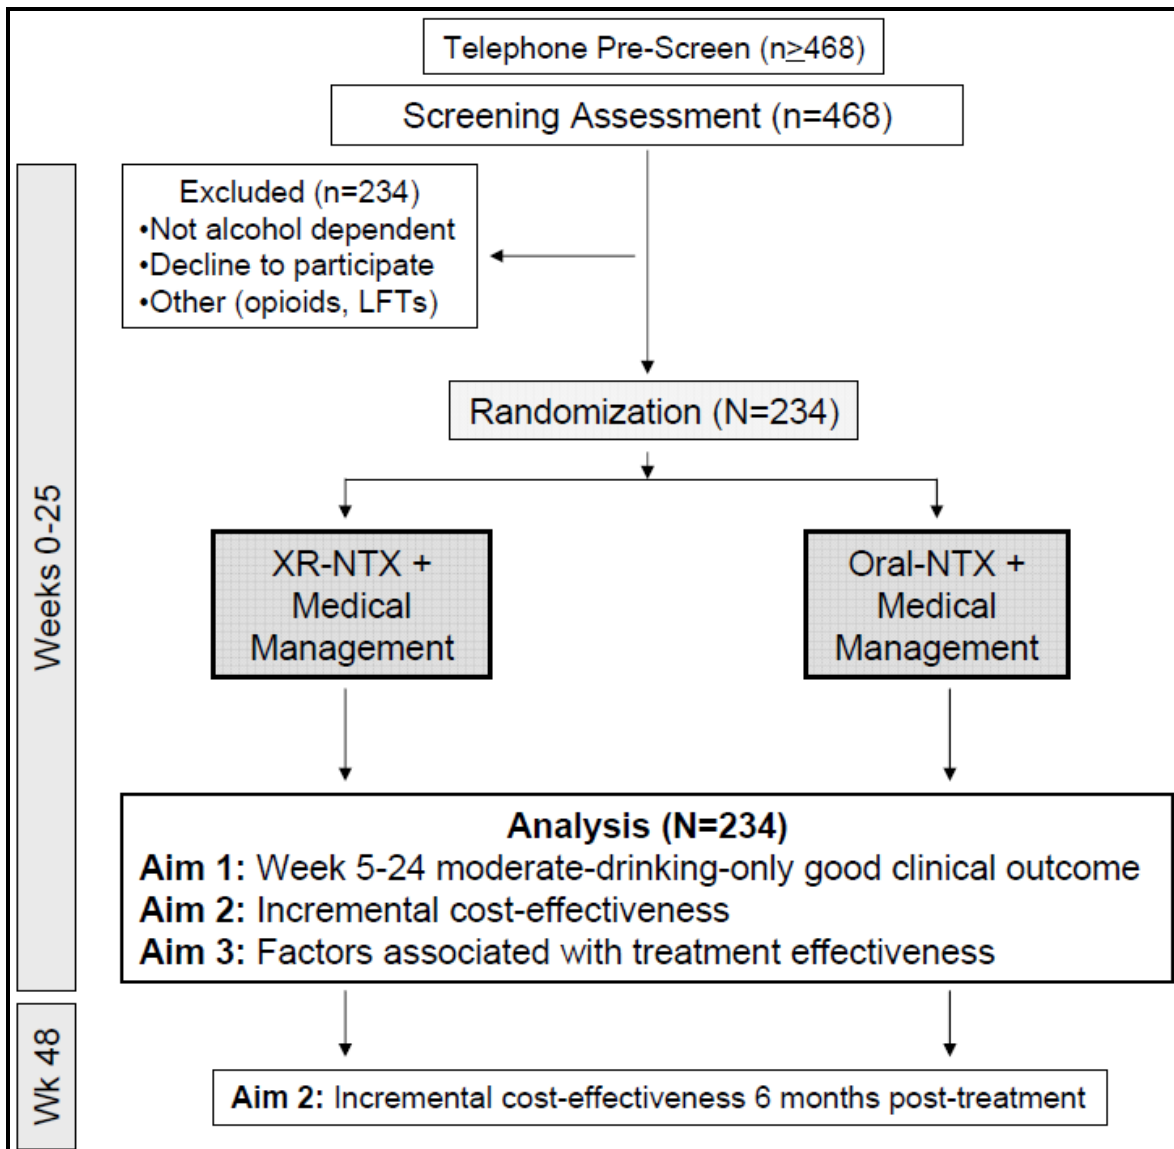 Telephone Pre-Screen (n≥468)
Screening Assessment (n=468)
Excluded (n=234)
•Not alcohol dependent
•Decline to participate
•Other (opioids, LFTs)
Randomization (N=234)
Weeks 0-25
XR-NTX +
Medical
Management
Oral-NTX +
Medical
Management
Analysis (N=234)
Aim 1: Week 5-24 moderate-drinking-only good clinical outcome
Aim 2: Incremental cost-effectiveness
Aim 3: Factors associated with treatment effectiveness
Wk 48
Aim 2: Incremental cost-effectiveness 6 months post-treatment